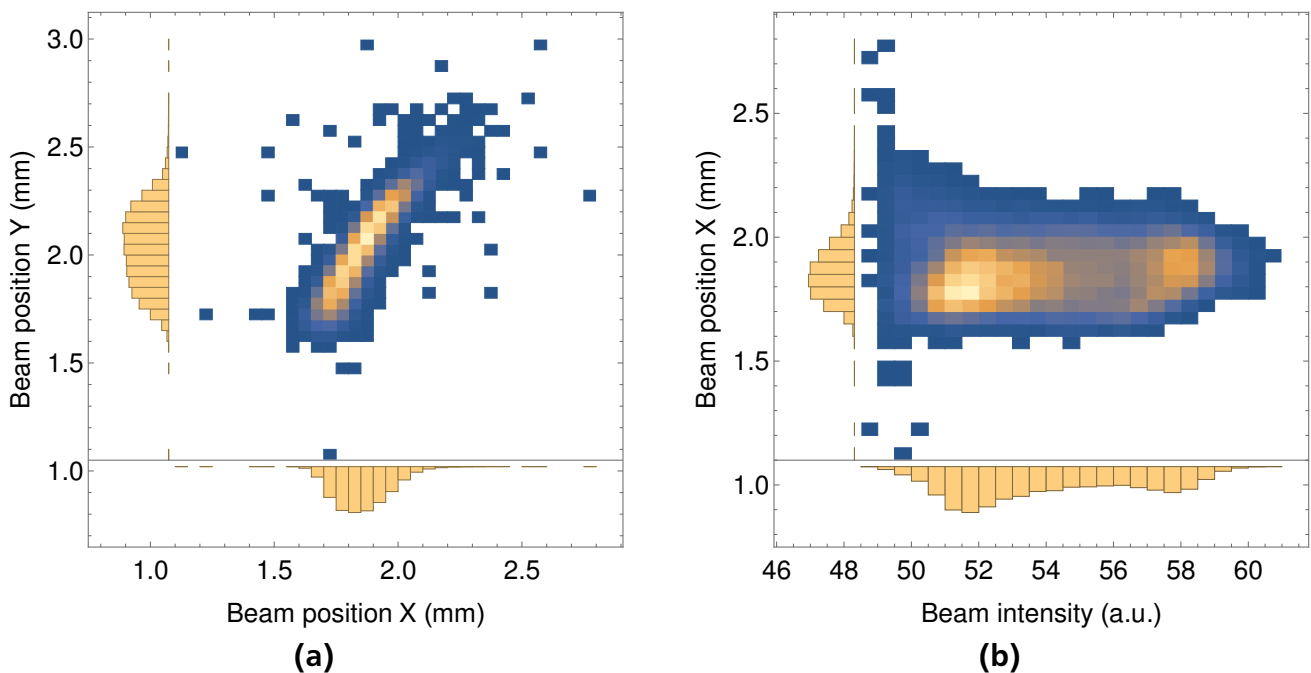 3.0
2.5
2.0
1.5
1.0
Beam position Y (mm)
1.0 1.5 2.0 2.5
Beam position X (mm)
(a)
2.5
2.0
1.5
1.0
Beam position X (mm)
46 48 50 52 54 56 58 60
Beam intensity (a.u.)
(b)